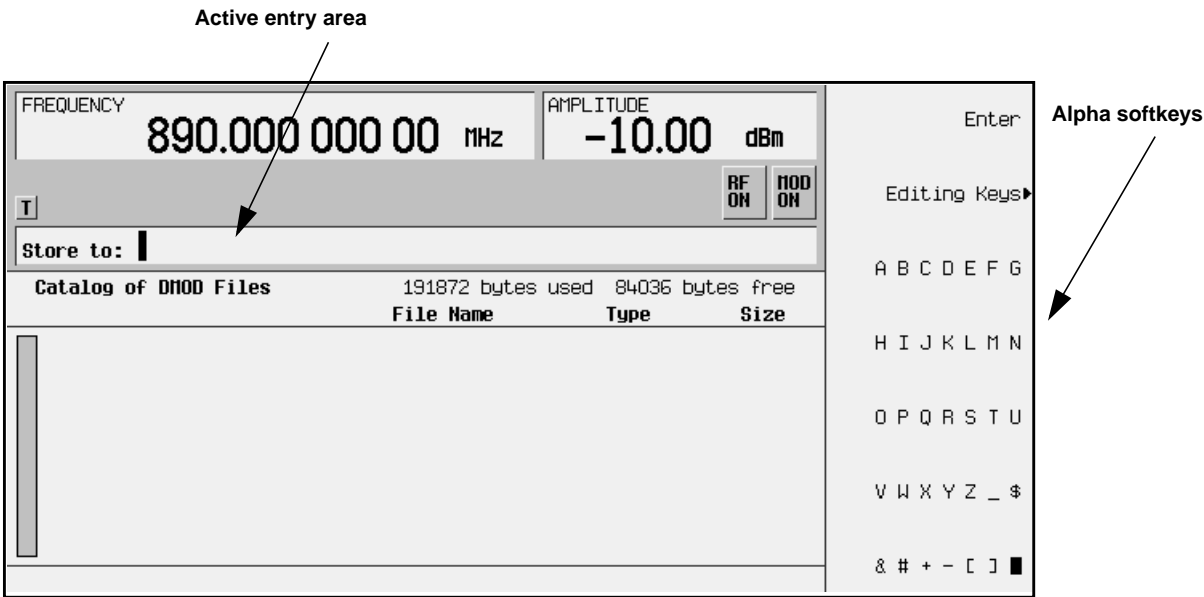 Active entry area
Alpha softkeys
FREQUENCY
890.000 000 00 MHz
AMPLITUDE
-10.00 dBm
RF ON
MOD ON
T
Store to:
Catalog of DMOD Files 191872 bytes used 84036 bytes free
File Name Type Size
Enter
Editing Keys
A B C D E F G
H I J K L M N
O P Q R S T U
V W X Y Z _ $
& # + - [ ] █